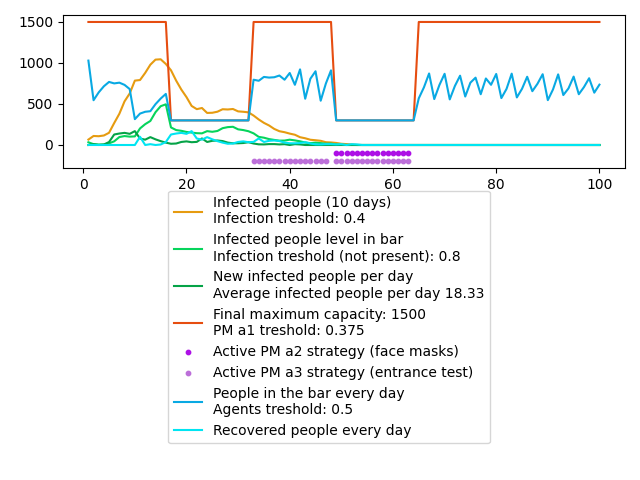 1500
1000
500
0
0 20 40 60 80 100
Infected people (10 days)
Infection treshold: 0.4
Infected people level in bar
Infection treshold (not present): 0.8
New infected people per day
Average infected people per day 18.33
Final maximum capacity: 1500
PM a1 treshold: 0.375
Active PM a2 strategy (face masks)
Active PM a3 strategy (entrance test)
People in the bar every day
Agents treshold: 0.5
Recovered people every day